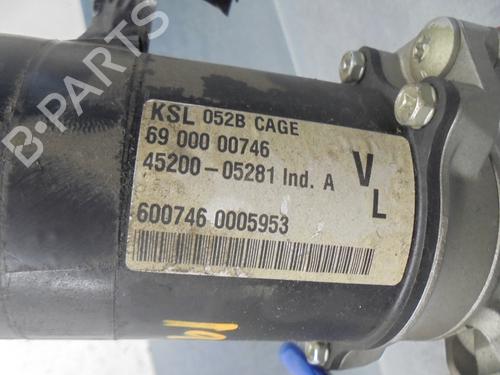 B-PARTS
KSL 052B CAGE
69 000 00746
45200-05281 Ind. A
V
L
600746 0005953